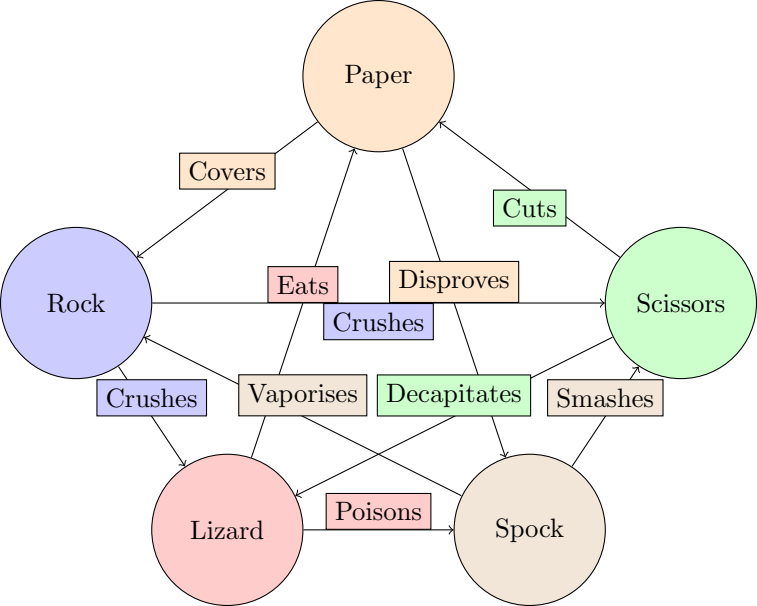 Paper
Covers
Cuts
Eats
Disproves
Rock
Scissors
Crushes
Crushes
Vaporises
Decapitates
Smashes
Poisons
Lizard
Spock